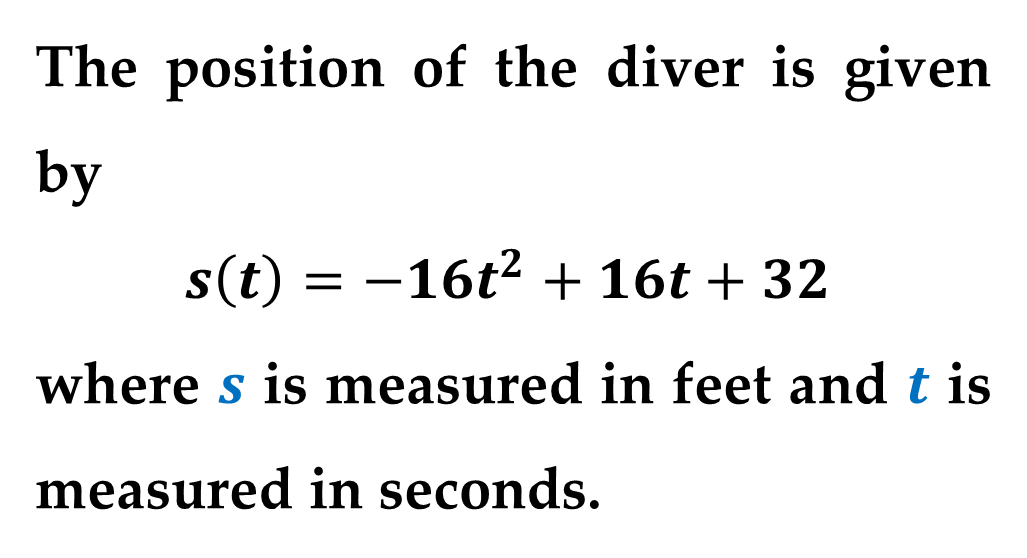 The position of the diver is given
by
s(t) = −16t² + 16t + 32
where s is measured in feet and t is
measured in seconds.